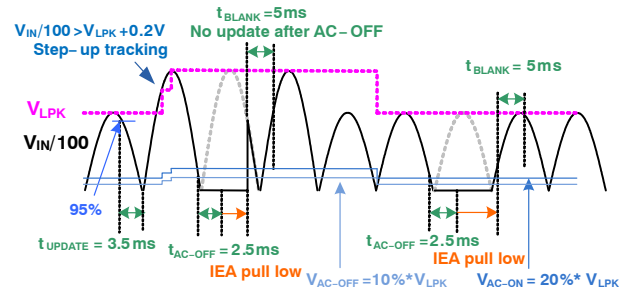 tBLANK = 5ms
No update after AC-OFF
VIN/100 > VLPK + 0.2V
Step-up tracking
tBLANK = 5ms
VLPK
VIN/100
95%
tUPDATE = 3.5ms
tAC-OFF = 2.5ms
IEA pull low
VAC-OFF = 10%* VLPK
tAC-OFF = 2.5ms
IEA pull low
VAC-ON = 20%* VLPK